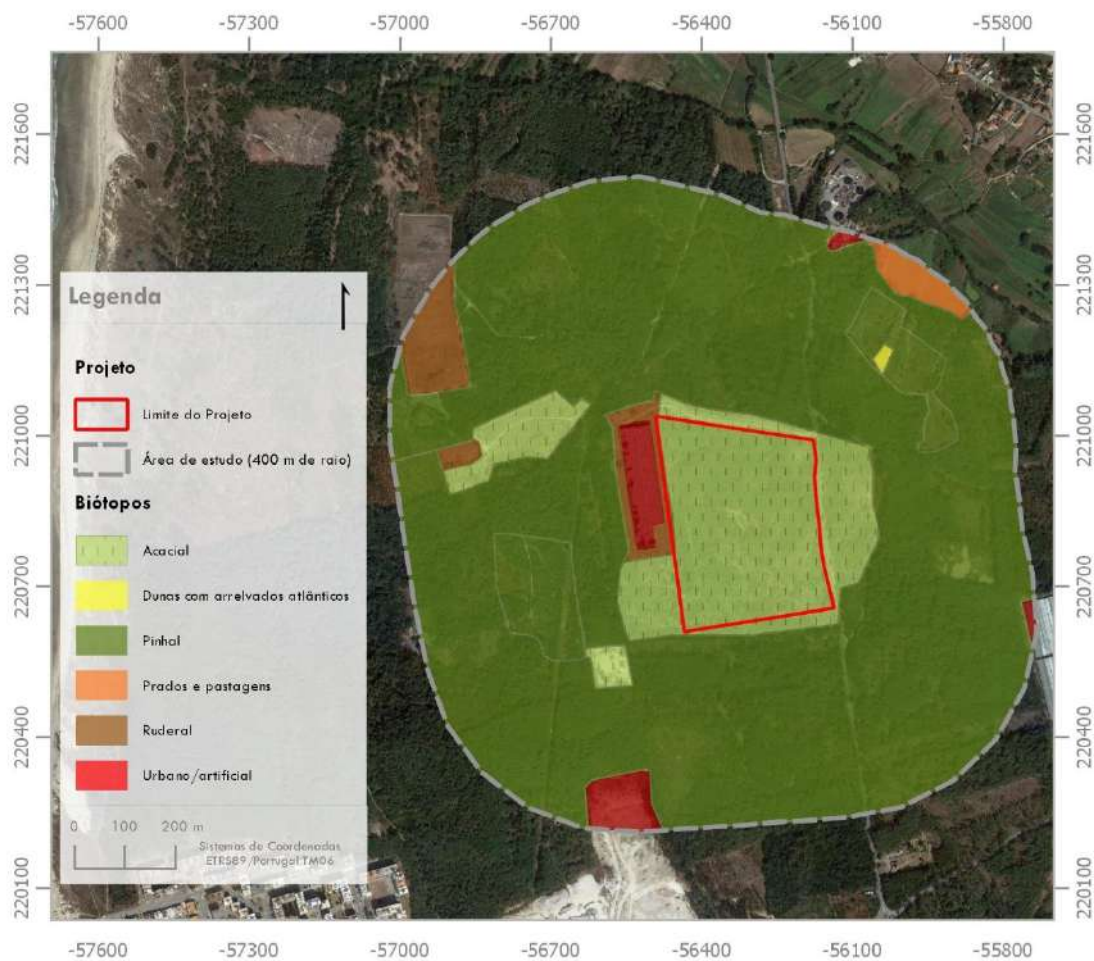 -57600 -57300 -57000 -56700 -56400 -56100 -55800
221600 221600
221300 221300
221000 221000
220700 220700
220400 220400
220100 220100
Legenda
Projeto
Limite do Projeto
Área de estudo (400 m de raio)
Biótopos
Acacial
Dunas com arrelvados atlânticos
Pinhal
Prados e pastagens
Ruderal
Urbano/artificial
0 100 200 m
Sistemas de Coordenadas
ETRS89/Portugal TM06
-57600 -57300 -57000 -56700 -56400 -56100 -55800